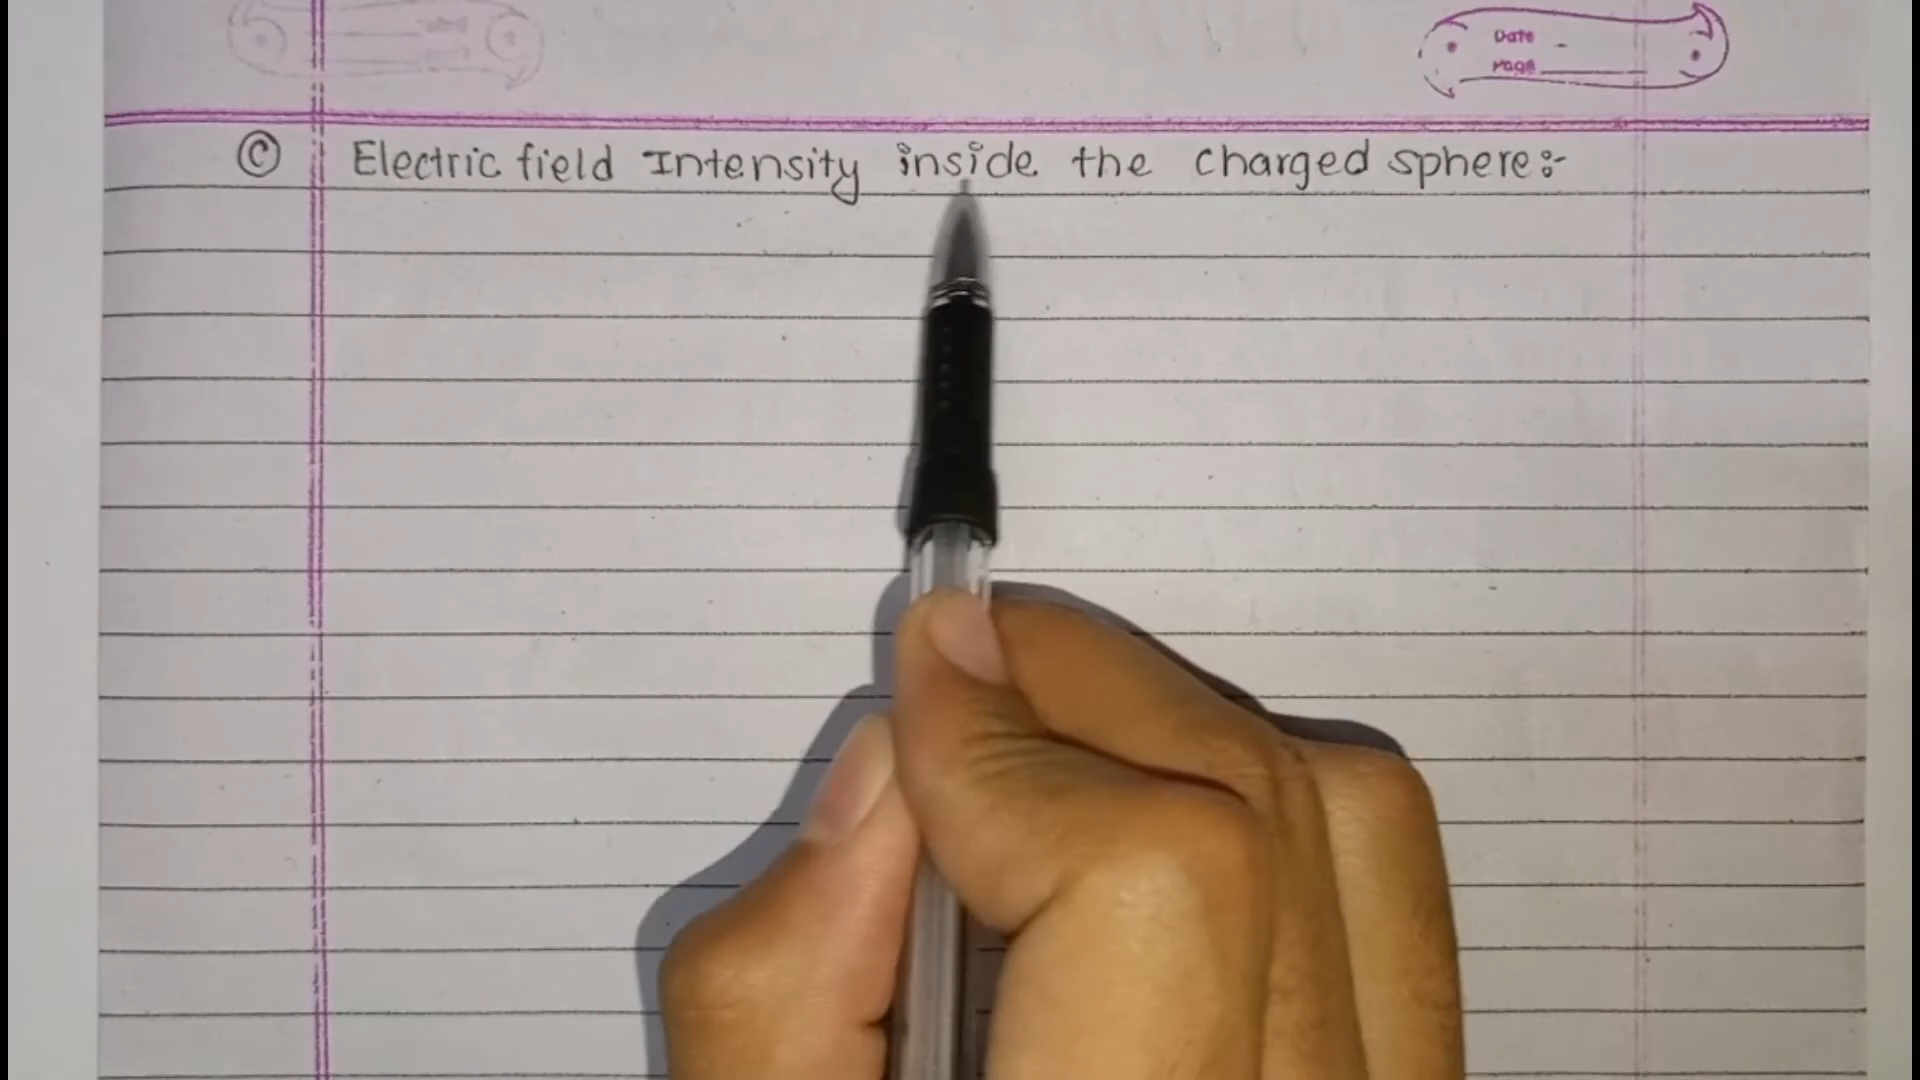 Date
Page
© Electric field Intensity inside the charged sphere:-